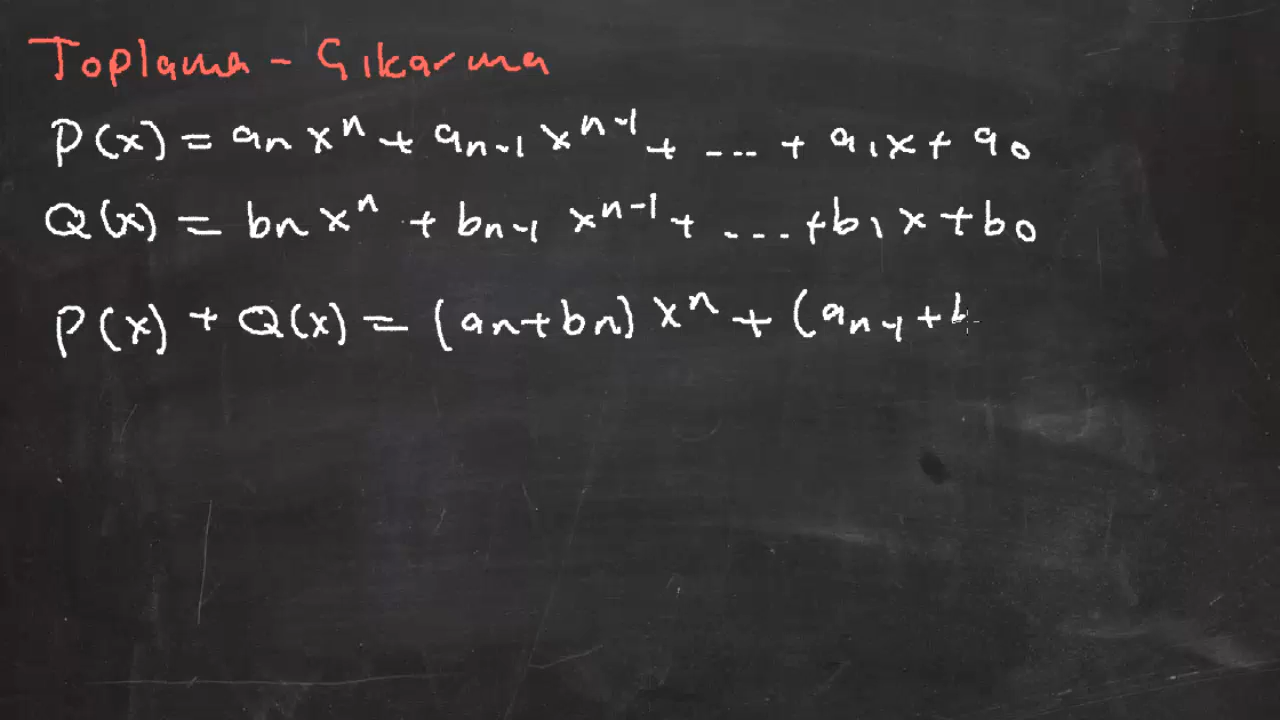 Toplama - Çıkarma
P(x) = aₙxⁿ + aₙ₋₁xⁿ⁻¹ + ... + a₁x + a₀
Q(x) = bₙxⁿ + bₙ₋₁xⁿ⁻¹ + .... + b₁x + b₀
P(x) + Q(x) = (aₙ + bₙ)xⁿ + (aₙ₋₁ + b